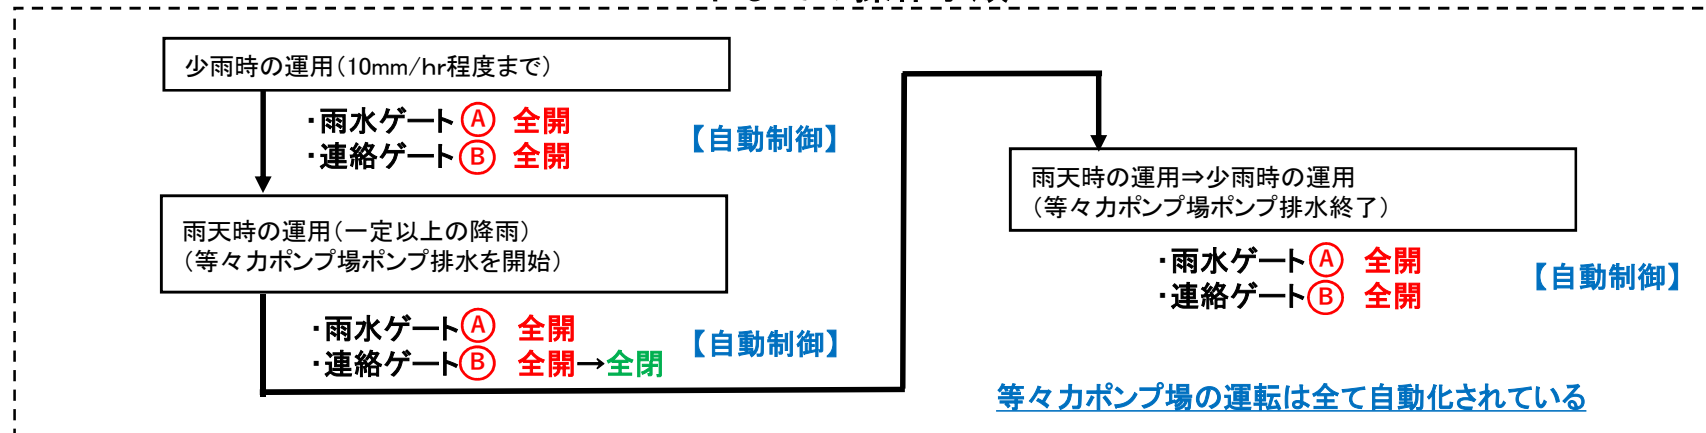 少雨時の運用(10mm/hr程度まで)
・雨水ゲートⒶ 全開
・連絡ゲートⒷ 全開
【自動制御】
雨天時の運用(一定以上の降雨)
(等々力ポンプ場ポンプ排水を開始)
・雨水ゲートⒶ 全開
・連絡ゲートⒷ 全開→全閉
【自動制御】
雨天時の運用⇒少雨時の運用
(等々力ポンプ場ポンプ排水終了)
・雨水ゲートⒶ 全開
・連絡ゲートⒷ 全開
【自動制御】
等々力ポンプ場の運転は全て自動化されている